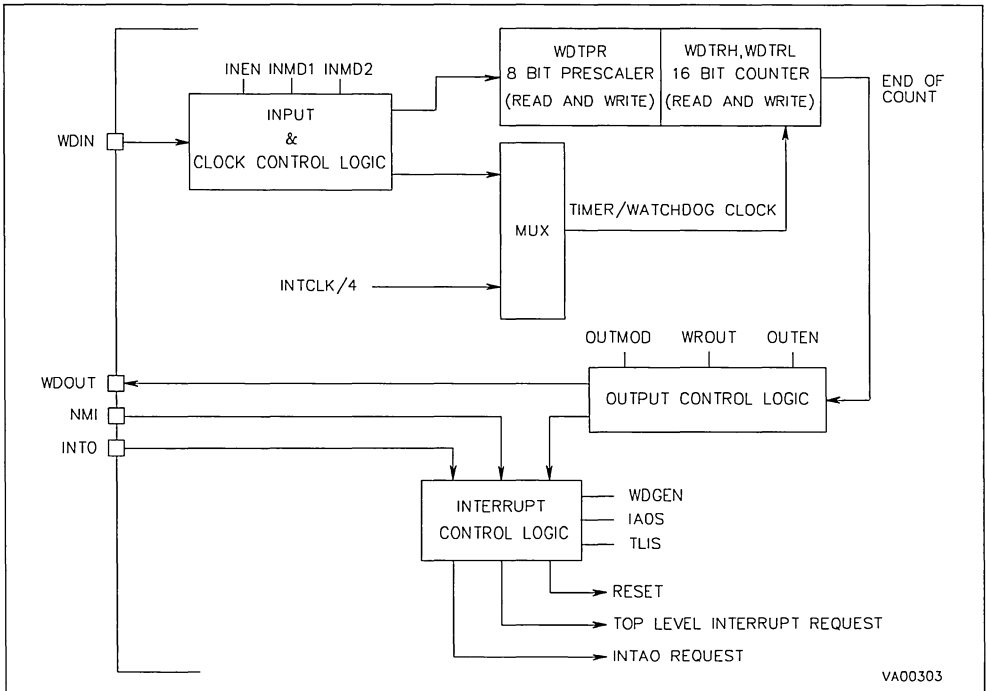 WDTPR
8 BIT PRESCALER
(READ AND WRITE)
WDTRH,WDTRL
16 BIT COUNTER
(READ AND WRITE)
END OF
COUNT
INEN INMD1 INMD2
INPUT
&
CLOCK CONTROL LOGIC
WDIN
MUX
TIMER/WATCHDOG CLOCK
INTCLK/4
OUTMOD WROUT OUTEN
OUTPUT CONTROL LOGIC
WDOUT
NMI
INT0
INTERRUPT
CONTROL LOGIC
WDGEN
IA0S
TLIS
RESET
TOP LEVEL INTERRUPT REQUEST
INTA0 REQUEST
VA00303